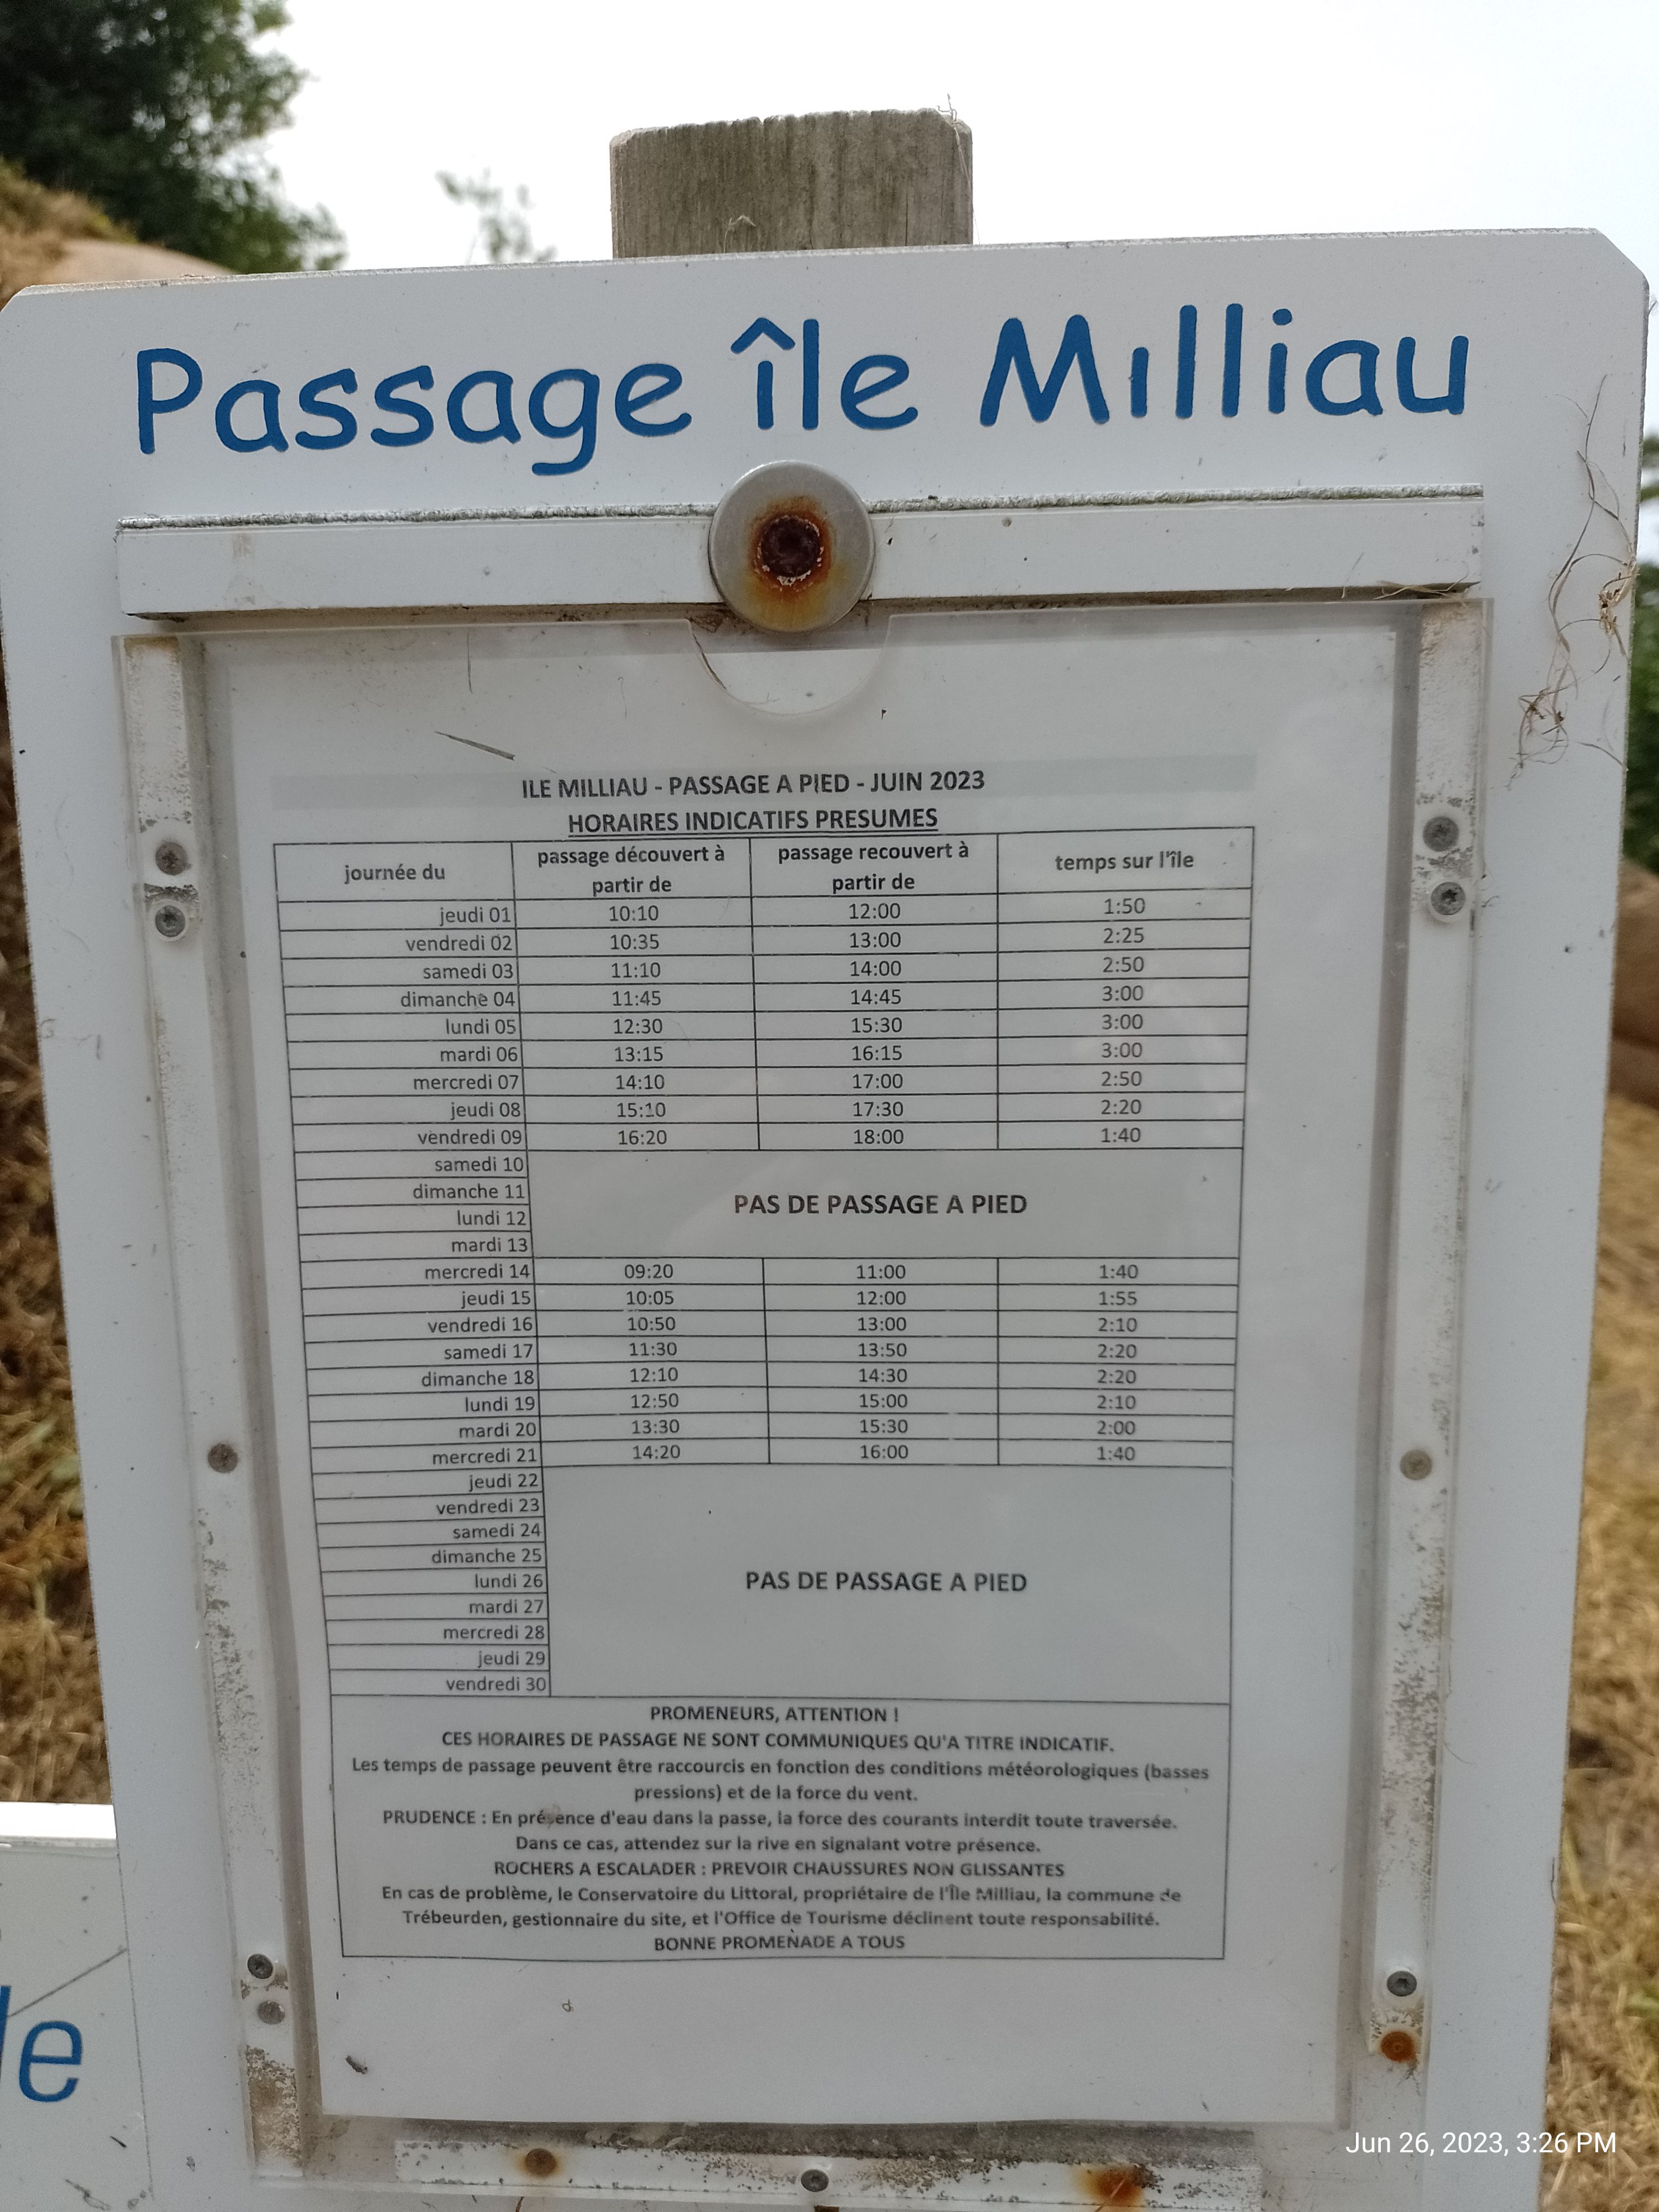 Passage île Milliau
ILE MILLIAU - PASSAGE A PIED - JUIN 2023
HORAIRES INDICATIFS PRESUMES
journée du passage découvert à partir de passage recouvert à partir de temps sur l'île
jeudi 01 10:10 12:00 1:50
vendredi 02 10:35 13:00 2:25
samedi 03 11:10 14:00 2:50
dimanche 04 11:45 14:45 3:00
lundi 05 12:30 15:30 3:00
mardi 06 13:15 16:15 3:00
mercredi 07 14:10 17:00 2:50
jeudi 08 15:10 17:30 2:20
vendredi 09 16:20 18:00 1:40
samedi 10
dimanche 11
lundi 12
mardi 13
PAS DE PASSAGE A PIED
mercredi 14 09:20 11:00 1:40
jeudi 15 10:05 12:00 1:55
vendredi 16 10:50 13:00 2:10
samedi 17 11:30 13:50 2:20
dimanche 18 12:10 14:30 2:20
lundi 19 12:50 15:00 2:10
mardi 20 13:30 15:30 2:00
mercredi 21 14:20 16:00 1:40
jeudi 22
vendredi 23
samedi 24
dimanche 25
lundi 26
mardi 27
mercredi 28
jeudi 29
vendredi 30
PAS DE PASSAGE A PIED
PROMENEURS, ATTENTION !
CES HORAIRES DE PASSAGE NE SONT COMMUNIQUES QU'A TITRE INDICATIF.
Les temps de passage peuvent être raccourcis en fonction des conditions météorologiques (basses
pressions) et de la force du vent.
PRUDENCE : En présence d'eau dans la passe, la force des courants interdit toute traversée.
Dans ce cas, attendez sur la rive en signalant votre présence.
ROCHERS A ESCALADER : PREVOIR CHAUSSURES NON GLISSANTES
En cas de problème, le Conservatoire du Littoral, propriétaire de l'Île Milliau, la commune de
Trébeurden, gestionnaire du site, et l'Office de Tourisme déclinent toute responsabilité.
BONNE PROMENADE A TOUS
le
Jun 26, 2023, 3:26 PM